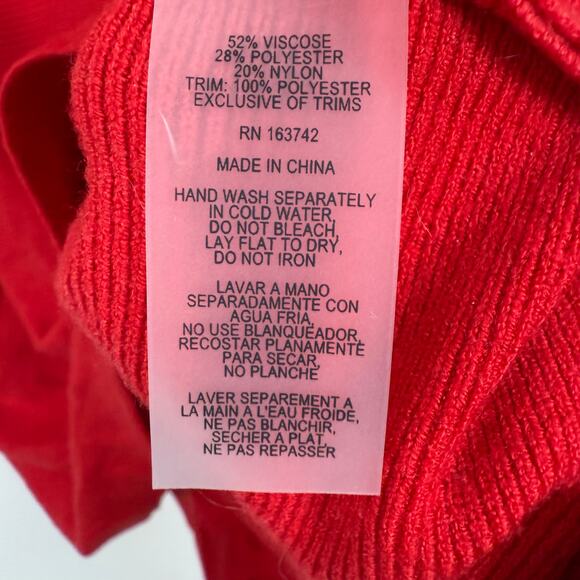 52% VISCOSE
28% POLYESTER
20% NYLON
TRIM: 100% POLYESTER
EXCLUSIVE OF TRIMS
RN 163742
MADE IN CHINA
HAND WASH SEPARATELY
IN COLD WATER,
DO NOT BLEACH,
LAY FLAT TO DRY,
DO NOT IRON
LAVAR A MANO
SEPARADAMENTE CON
AGUA FRIA,
NO USE BLANQUEADOR,
RECOSTAR PLANAMENTE
PARA SECAR,
NO PLANCHE
LAVER SEPAREMENT A
LA MAIN A L'EAU FROIDE,
NE PAS BLANCHIR,
SECHER A PLAT,
NE PAS REPASSER